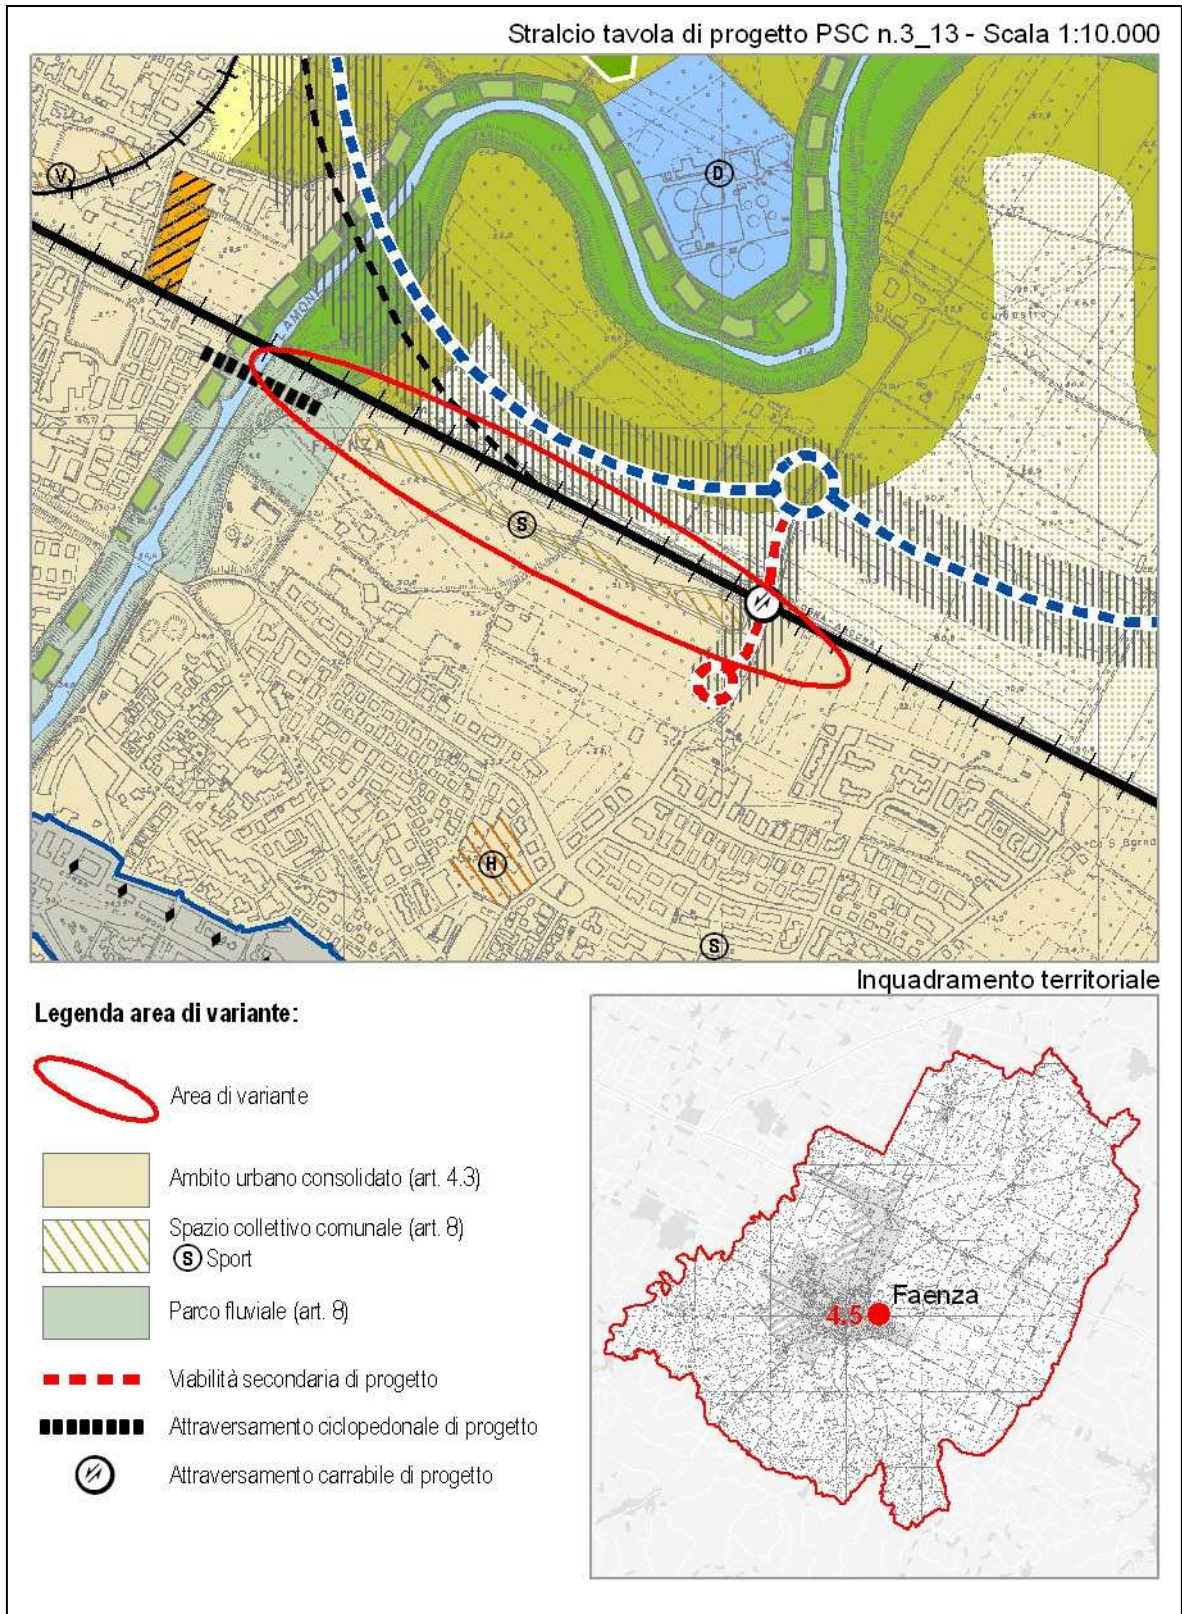 Stralcio tavola di progetto PSC n.3_13 - Scala 1:10.000
V
D
LAMONE
FAENZA
S
H
S
Inquadramento territoriale
Legenda area di variante:
Area di variante
Ambito urbano consolidato (art. 4.3)
Spazio collettivo comunale (art. 8)
S Sport
Parco fluviale (art. 8)
Viabilità secondaria di progetto
Attraversamento ciclopedonale di progetto
Attraversamento carrabile di progetto
Faenza
4.5